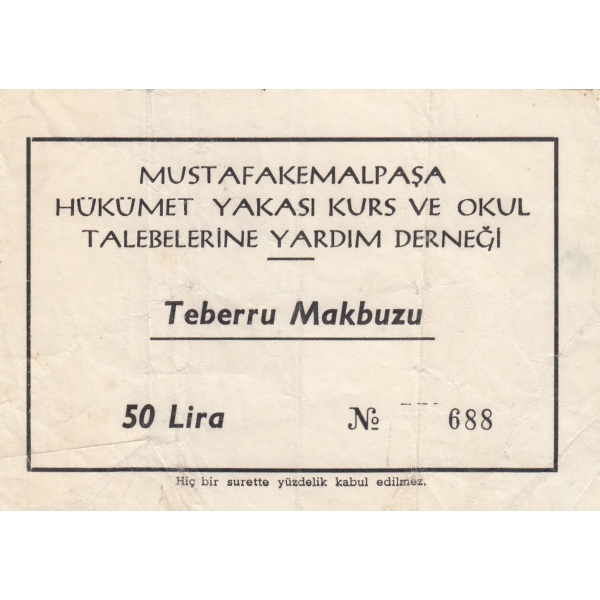 MUSTAFAKEMALPAŞA
HÜKÜMET YAKASI KURS VE OKUL
TALEBELERİNE YARDIM DERNEĞİ
Teberru Makbuzu
50 Lira № 688
Hiç bir surette yüzdelik kabul edilmez.